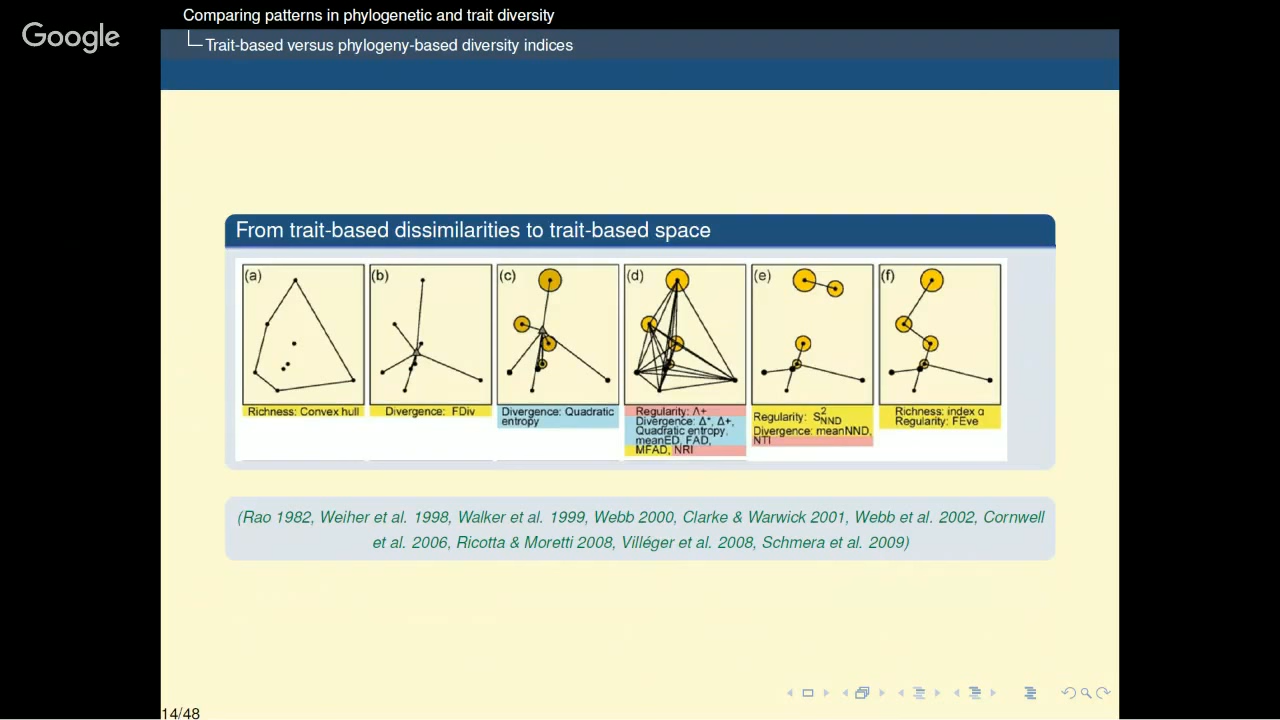 Google
Comparing patterns in phylogenetic and trait diversity
Trait-based versus phylogeny-based diversity indices
From trait-based dissimilarities to trait-based space
(a)
(b)
(c)
(d)
(e)
(f)
Richness: Convex hull
Divergence: FDiv
Divergence: Quadratic
entropy
Regularity: Λ+
Divergence: Δ*, Δ+,
Quadratic entropy,
meanED, FAD,
MFAD, NRI
Regularity: S²NND
Divergence: meanNND,
NTI
Richness: index α
Regularity: FEve
(Rao 1982, Weiher et al. 1998, Walker et al. 1999, Webb 2000, Clarke & Warwick 2001, Webb et al. 2002, Cornwell
et al. 2006, Ricotta & Moretti 2008, Villéger et al. 2008, Schmera et al. 2009)
14/48